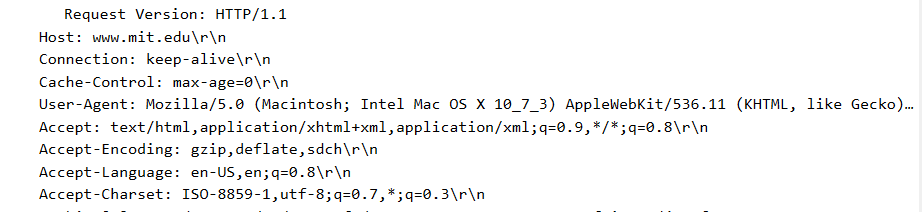 Request Version: HTTP/1.1
Host: www.mit.edu\r\n
Connection: keep-alive\r\n
Cache-Control: max-age=0\r\n
User-Agent: Mozilla/5.0 (Macintosh; Intel Mac OS X 10_7_3) AppleWebKit/536.11 (KHTML, like Gecko)…
Accept: text/html,application/xhtml+xml,application/xml;q=0.9,*/*;q=0.8\r\n
Accept-Encoding: gzip,deflate,sdch\r\n
Accept-Language: en-US,en;q=0.8\r\n
Accept-Charset: ISO-8859-1,utf-8;q=0.7,*;q=0.3\r\n